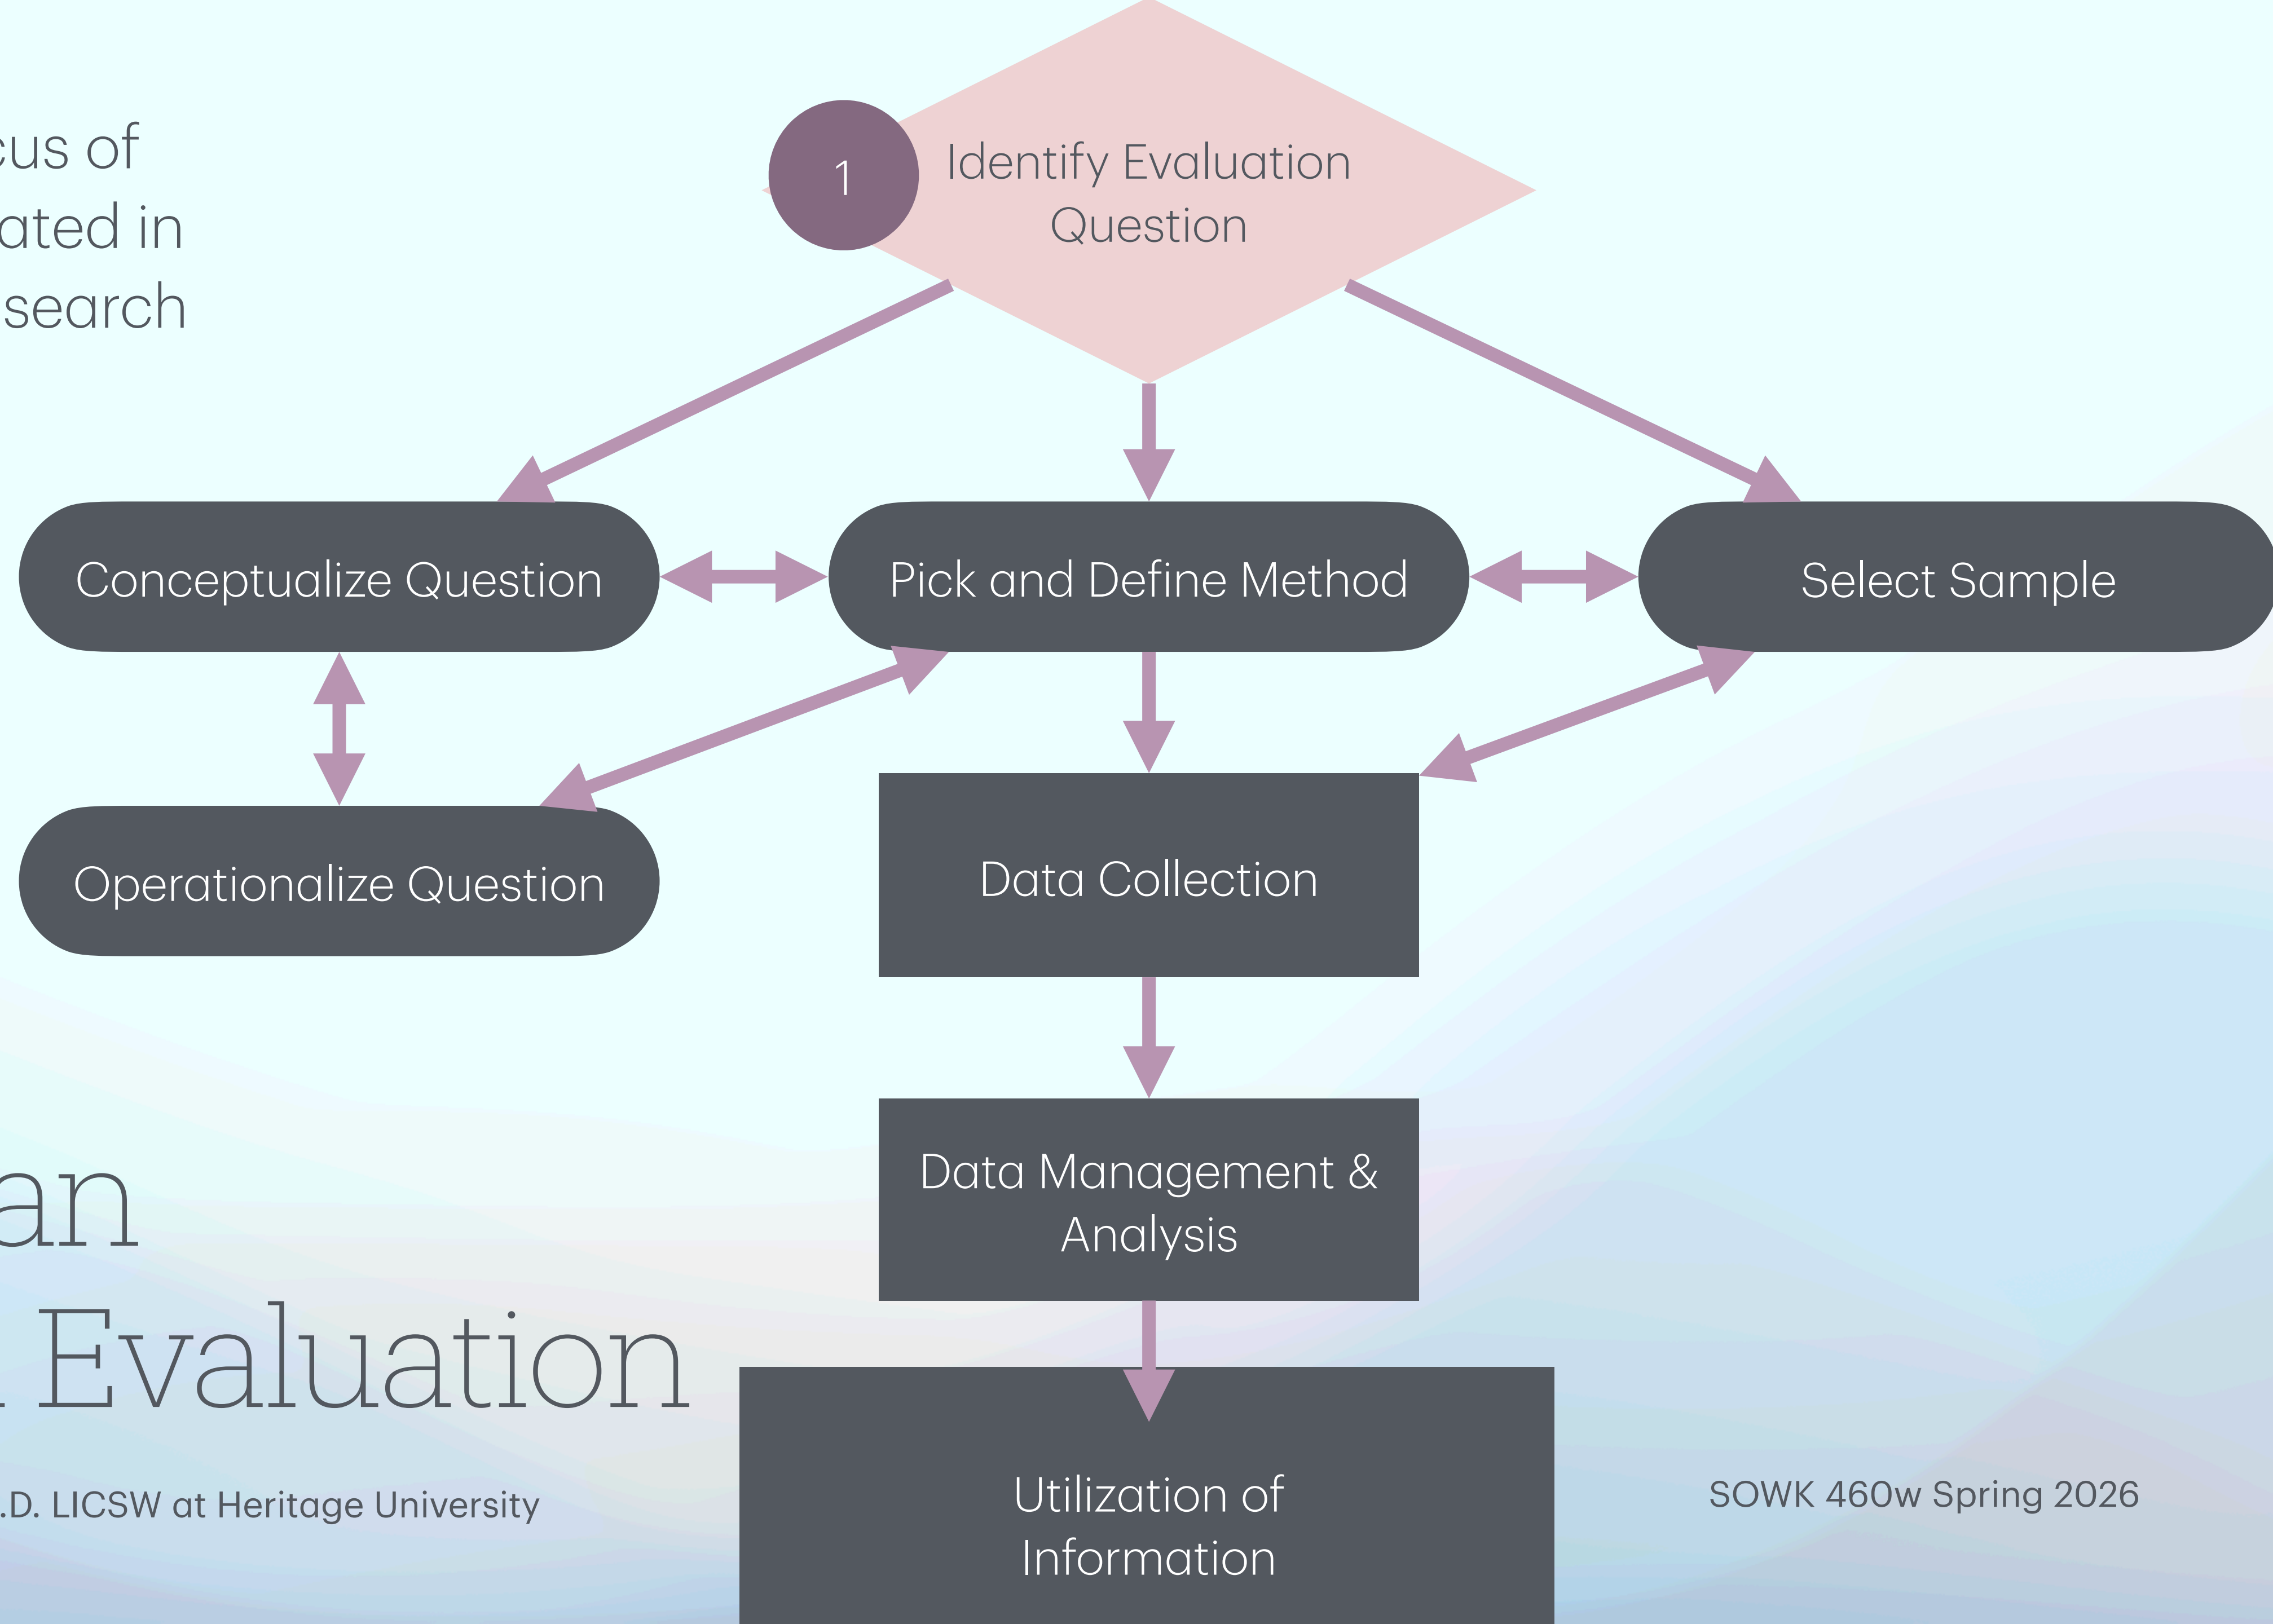 cus of
ated in
search
1
Identify Evaluation
Question
Conceptualize Question
Pick and Define Method
Select Sample
Operationalize Question
Data Collection
Data Management &
Analysis
an
Evaluation
.D. LICSW at Heritage University
Utilization of
Information
SOWK 460w Spring 2026